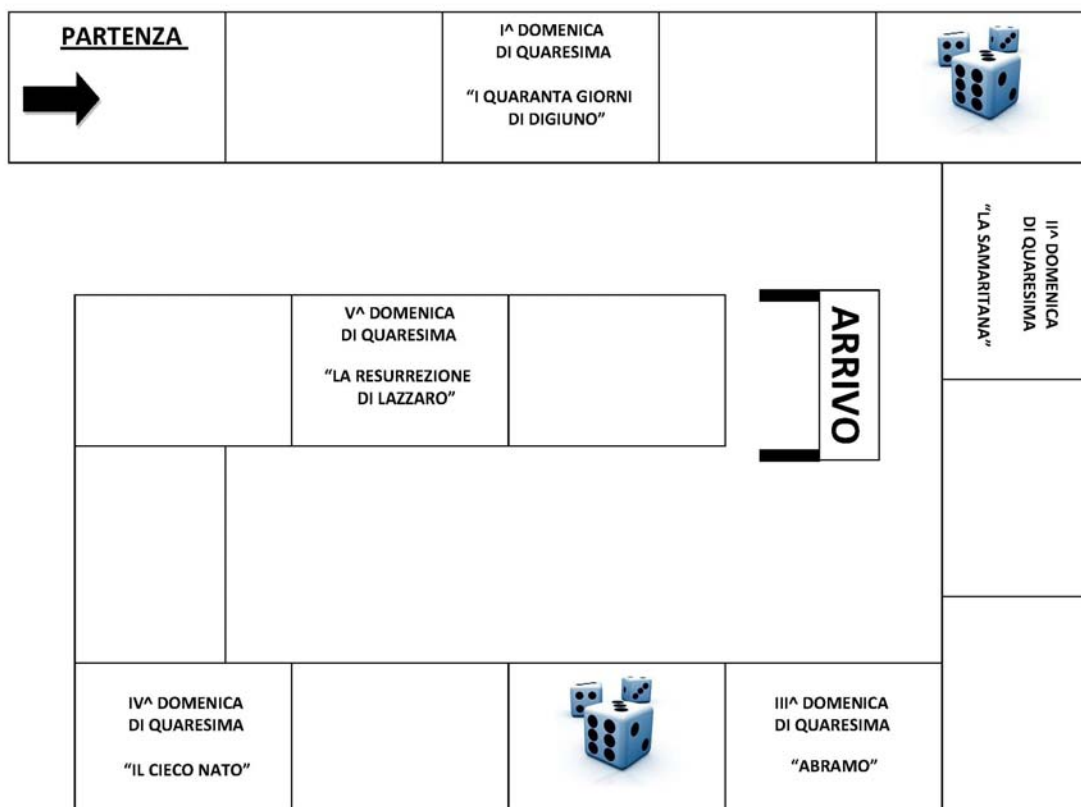 PARTENZA
I^ DOMENICA
DI QUARESIMA
“I QUARANTA GIORNI
DI DIGIUNO”
II^ DOMENICA
DI QUARESIMA
“LA SAMARITANA”
V^ DOMENICA
DI QUARESIMA
“LA RESURREZIONE
DI LAZZARO”
ARRIVO
IV^ DOMENICA
DI QUARESIMA
“IL CIECO NATO”
III^ DOMENICA
DI QUARESIMA
“ABRAMO”